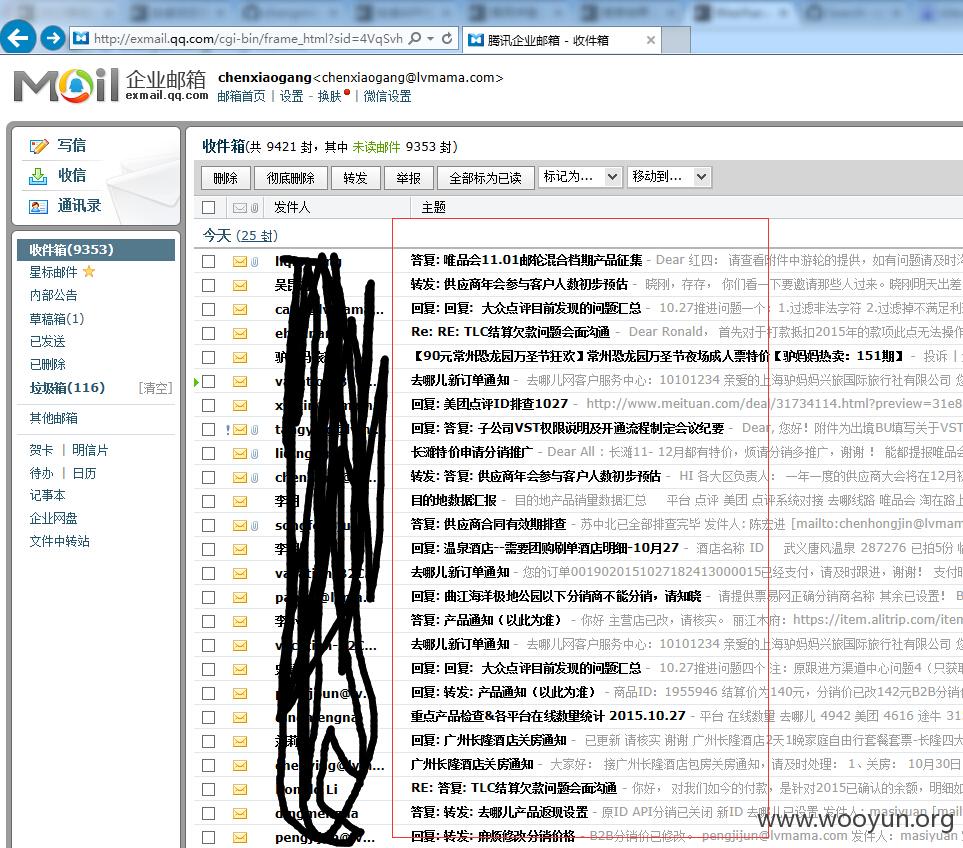 http://exmail.qq.com/cgi-bin/frame_html?sid=4VqSvh
腾讯企业邮箱 - 收件箱
Mail 企业邮箱
exmail.qq.com
chenxiaogang<chenxiaogang@lvmama.com>
邮箱首页 | 设置 - 换肤 | 微信设置
写信
收信
通讯录
收件箱(9353)
星标邮件
内部公告
草稿箱(1)
已发送
已删除
垃圾箱(116) [清空]
其他邮箱
贺卡 | 明信片
待办 | 日历
记事本
企业网盘
文件中转站
收件箱(共 9421 封，其中 未读邮件 9353 封)
删除 彻底删除 转发 举报 全部标为已读 标记为... 移动到...
发件人 主题
今天 (25 封)
答复: 唯品会11.01邮轮混合档期产品征集 - Dear 红四： 请查看附件中游轮的提供，如有问题请及时沟
吴 转发: 供应商年会参与客户人数初步预估 - 晓刚，存存， 你们看一下要邀请那些人过来。晓刚明天出差
回复: 回复: 大众点评目前发现的问题汇总 - 10.27推进问题一个：1.过滤非法字符 2.过滤掉不满足利
Re: RE: TLC结算欠款问题会面沟通 - Dear Ronald， 首先对于打款抵扣2015年的款项此点无法操作
【90元常州恐龙园万圣节狂欢】常州恐龙园万圣节夜场成人票特价【驴妈妈热卖：151期】 - 投诉 |
去哪儿新订单通知 - 去哪儿网客户服务中心：10101234 亲爱的上海驴妈妈兴旅国际旅行社有限公司 您
回复: 美团点评ID排查1027 - http://www.meituan.com/deal/31734114.html?preview=31e8
回复: 答复: 子公司VST权限说明及开通流程制定会议纪要 - Dear, 您好！附件为出境BU填写关于VST
长滩特价申请分销推广 - Dear All：长滩11- 12月都有特价，烦请分销多推广，谢谢 ！ 能都提报唯品会
转发: 答复: 供应商年会参与客户人数初步预估 - HI 各大区负责人： 一年一度的供应商大会将在12月
李 目的地数据汇报 - 目的地产品销量数据汇总 平台 点评 美团 点评系统对接 去哪线路 唯品会 淘在路上
答复: 供应商合同有效期排查 - 苏中北已全部排查完毕 发件人: 陈宏进 [mailto:chenhongjin@lvmama
李 回复: 温泉酒店--需要团购刷单酒店明细-10月27 - 酒店名称 ID 武义唐风温泉 287276 已拍5份
去哪儿新订单通知 - 您的订单0019020151027182413000015已经支付，请及时跟进，谢谢！ 支付
回复: 曲江海洋极地公园以下分销商不能分销，请知晓 - 请提供票易网正确分销商名称 其余已设置！
李 答复: 产品通知（以此为准） - 你好 主营店已改，请核实。 丽江木府：https://item.alitrip.com/item
去哪儿新订单通知 - 去哪儿网客户服务中心：10101234 亲爱的上海驴妈妈兴旅国际旅行社有限公司 您
回复: 回复: 大众点评目前发现的问题汇总 - 10.27推进问题四个 注：原跟进方渠道中心问题4（只获取
回复: 转发: 产品通知（以此为准） - 商品ID：1955946 结算价为140元，分销价已改142元B2B分销价
重点产品检查&各平台在线数量统计 2015.10.27 - 平台 在线数量 去哪儿 4942 美团 4616 途牛
回复: 广州长隆酒店关房通知 - 已更新 请核实 谢谢 广州长隆酒店2天1晚家庭自由行套餐套票-长隆四大
广州长隆酒店关房通知 - 大家好： 接广州长隆酒店包房关房通知，请及时处理： 1、关房： 10月30日
Li RE: 答复: TLC结算欠款问题会面沟通 - 你好， 对我们如今的付款，是针对2015已确认的余额，明细如
答复: 转发: 去哪儿产品返现设置 - 原ID API分销已关闭 新ID 去哪儿已设置 发件人：masiyuan [mail
回复: 转发: 麻烦修改分销价格 - B2B分销价已修改。 pengjijun@lvmama.com 发件人： masiyuan
www.wooyun.org